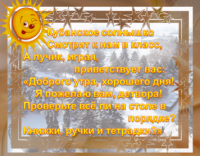 Кубанское солнышко
Смотрит к нам в класс,
А лучик, играя,
приветствует вас
«Доброго утра, хорошего дня!
Я пожелаю вам, детвора!
Проверьте всё ли на столе в
порядке?
Книжки, ручки и тетрадки.